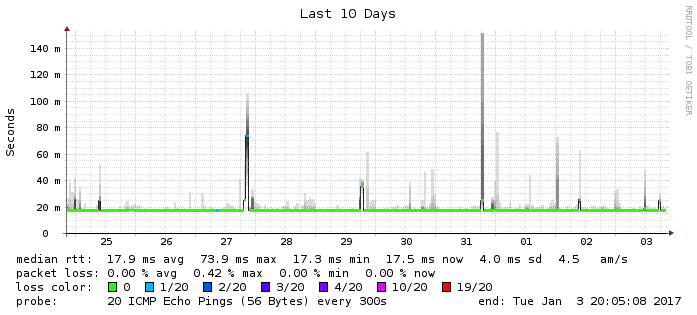 Last 10 Days
RRDTOOL / TOBI OETIKER
Seconds
140 m
120 m
100 m
80 m
60 m
40 m
20 m
0
25 26 27 28 29 30 31 01 02 03
median rtt: 17.9 ms avg 73.9 ms max 17.3 ms min 17.5 ms now 4.0 ms sd 4.5 am/s
packet loss: 0.00 % avg 0.42 % max 0.00 % min 0.00 % now
loss color: 0 1/20 2/20 3/20 4/20 10/20 19/20
probe: 20 ICMP Echo Pings (56 Bytes) every 300s end: Tue Jan 3 20:05:08 2017